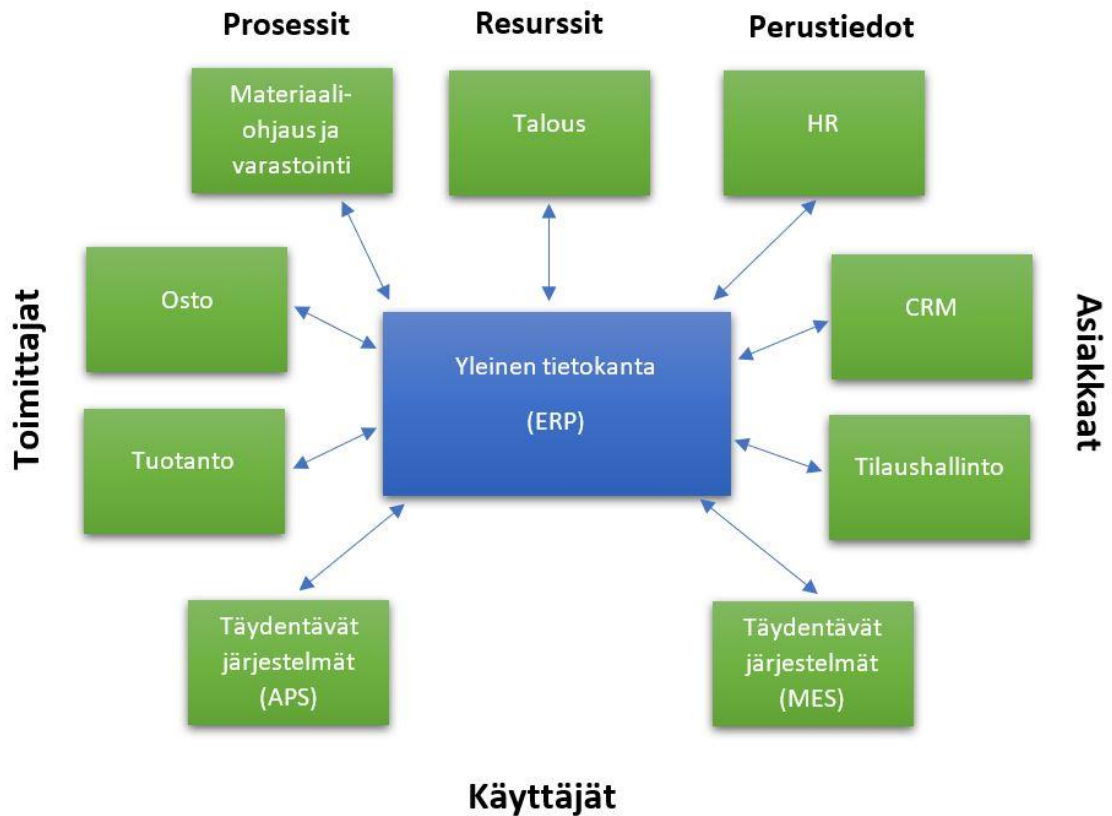 Prosessit
Resurssit
Perustiedot
Materiaali-
ohjaus ja
varastointi
Talous
HR
Toimittajat
Osto
CRM
Asiakkaat
Yleinen tietokanta
(ERP)
Tuotanto
Tilaushallinto
Täydentävät
järjestelmät
(APS)
Täydentävät
järjestelmät
(MES)
Käyttäjät